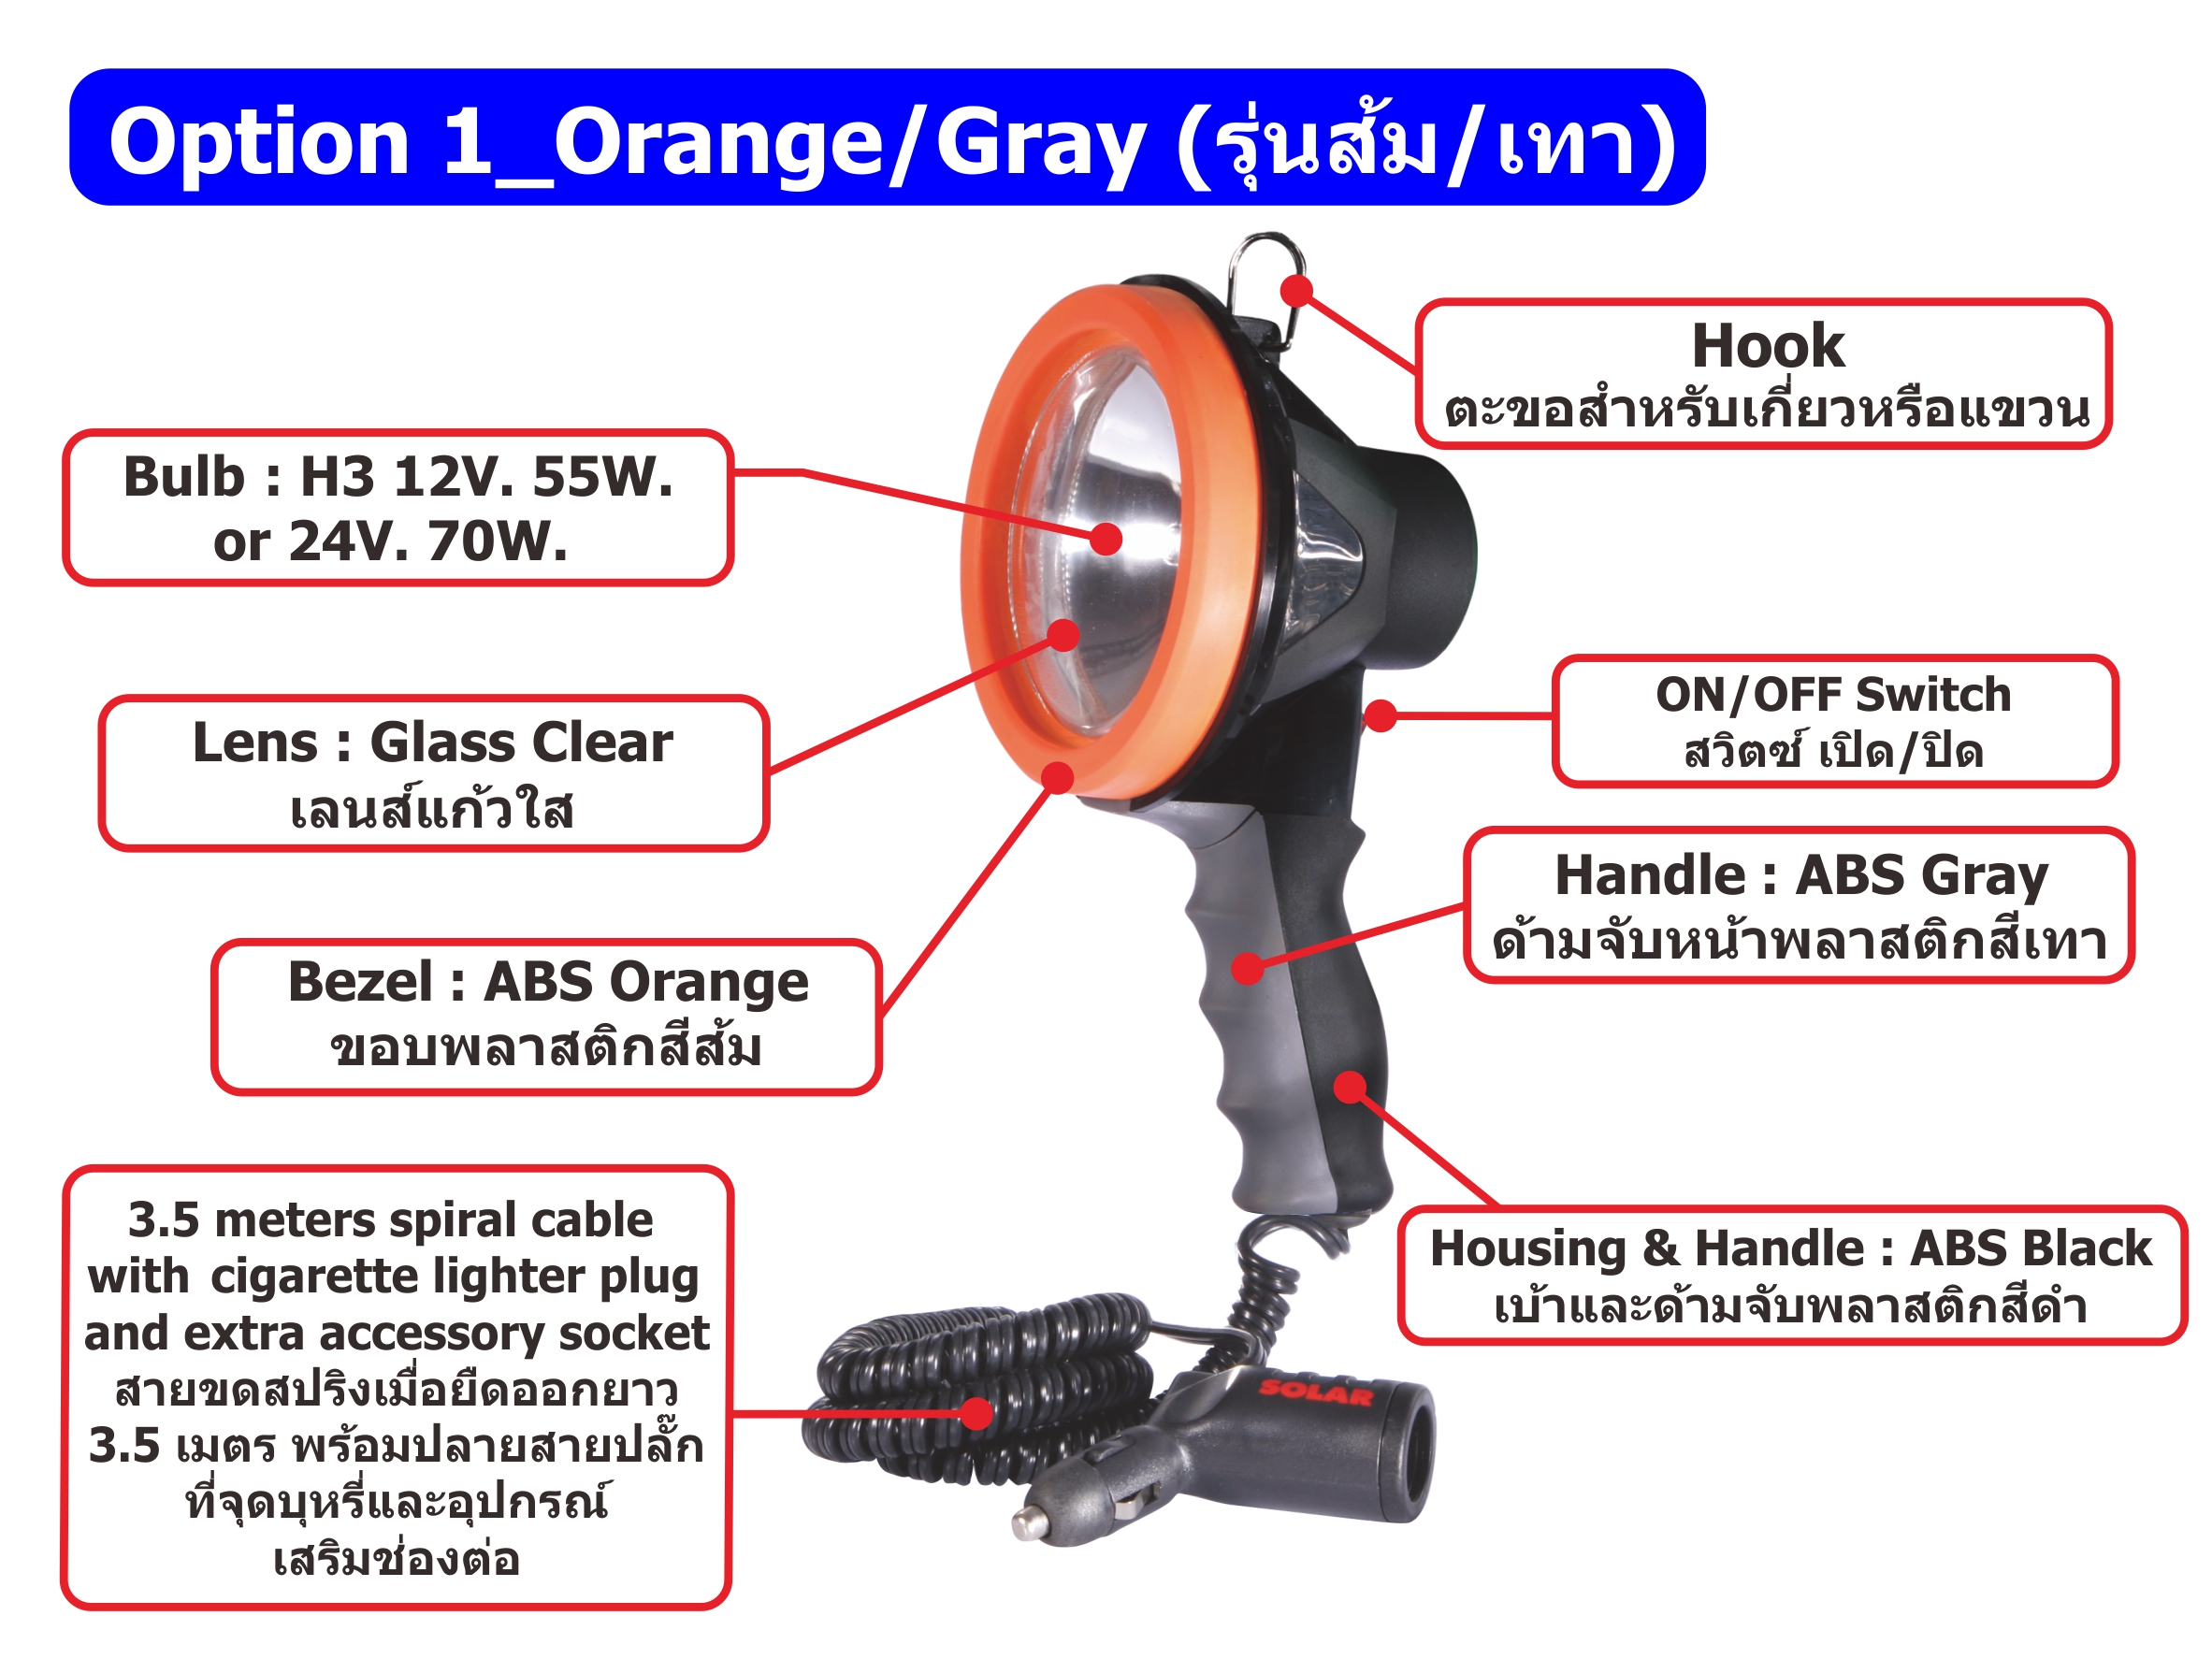 Option 1_Orange/Gray (รุ่นส้ม/เทา)
Hook
ตะขอสำหรับเกี่ยวหรือแขวน
Bulb : H3 12V. 55W.
or 24V. 70W.
ON/OFF Switch
สวิตซ์ เปิด/ปิด
Lens : Glass Clear
เลนส์แก้วใส
Handle : ABS Gray
ด้ามจับหน้าพลาสติกสีเทา
Bezel : ABS Orange
ขอบพลาสติกสีส้ม
Housing & Handle : ABS Black
เบ้าและด้ามจับพลาสติกสีดำ
3.5 meters spiral cable
with cigarette lighter plug
and extra accessory socket
สายขดสปริงเมื่อยืดออกยาว
3.5 เมตร พร้อมปลายสายปลั๊ก
ที่จุดบุหรี่และอุปกรณ์
เสริมช่องต่อ
SOLAR